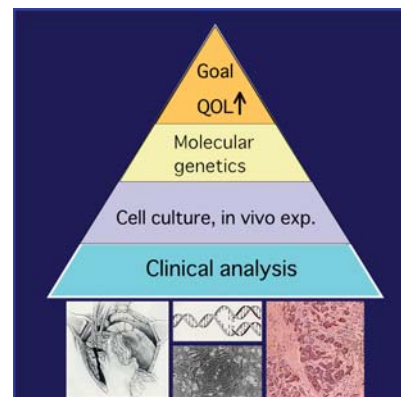 Goal
QOL↑
Molecular
genetics
Cell culture, in vivo exp.
Clinical analysis